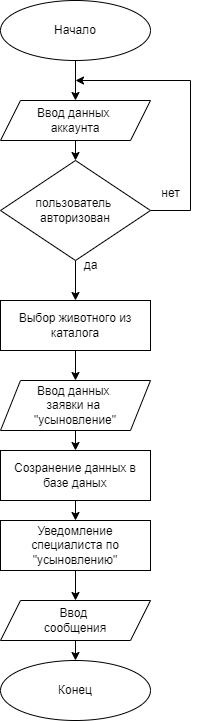 Начало
Ввод данных
аккаунта
пользователь
авторизован
нет
да
Выбор животного из
каталога
Ввод данных
заявки на
"усыновление"
Созранение данных в
базе даных
Уведомление
специалиста по
"усыновлению"
Ввод
сообщения
Конец